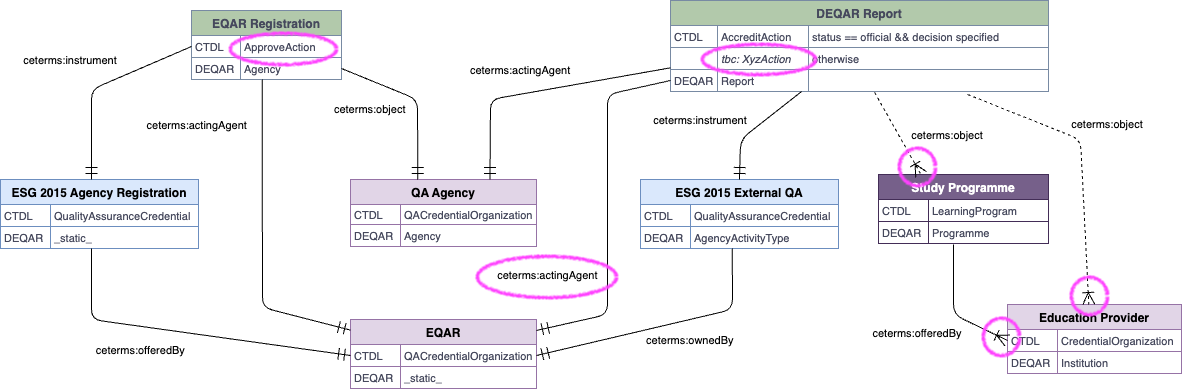 EQAR Registration
CTDL ApproveAction
DEQAR Agency
DEQAR Report
CTDL AccreditAction status == official && decision specified
tbc: XyzAction otherwise
DEQAR Report
ceterms:instrument
ceterms:actingAgent
ceterms:object
ceterms:actingAgent
ceterms:instrument
ceterms:object
ceterms:object
ESG 2015 Agency Registration
CTDL QualityAssuranceCredential
DEQAR _static_
QA Agency
CTDL QACredentialOrganization
DEQAR Agency
ESG 2015 External QA
CTDL QualityAssuranceCredential
DEQAR AgencyActivityType
Study Programme
CTDL LearningProgram
DEQAR Programme
ceterms:actingAgent
ceterms:offeredBy
EQAR
CTDL QACredentialOrganization
DEQAR _static_
ceterms:ownedBy
ceterms:offeredBy
Education Provider
CTDL CredentialOrganization
DEQAR Institution